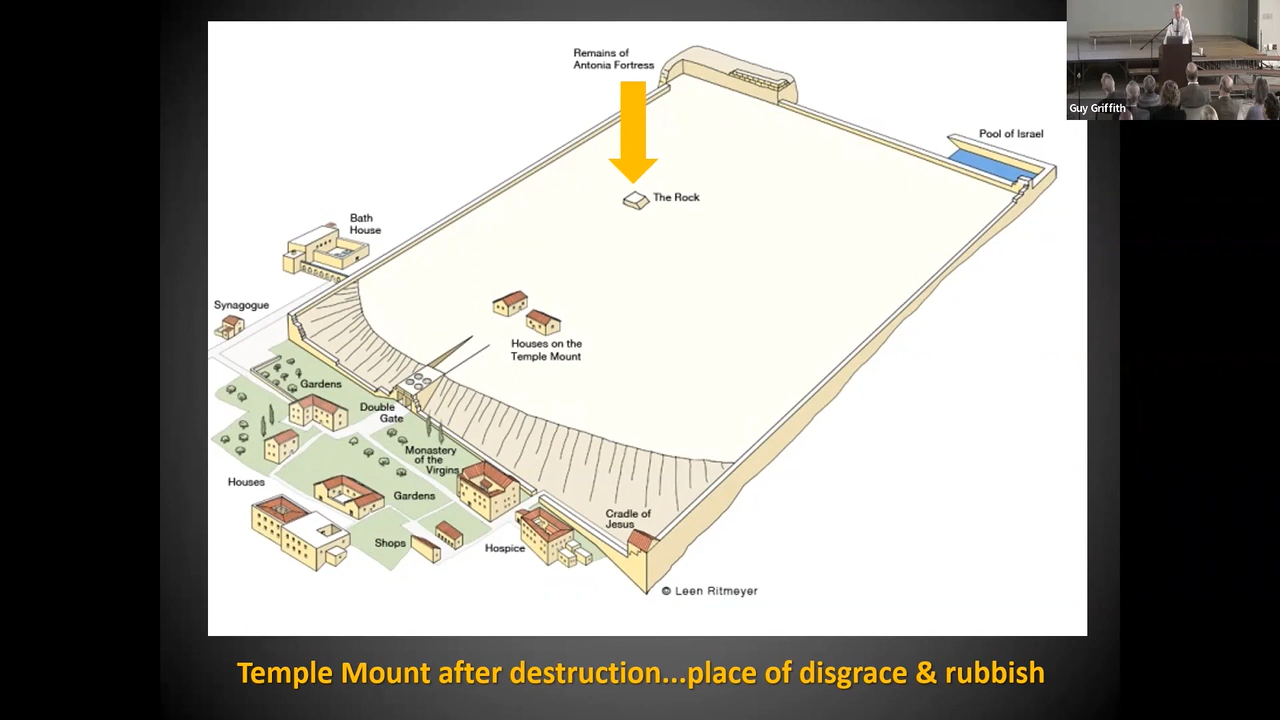 Remains of
Antonia Fortress
Guy Griffith
Pool of Israel
The Rock
Bath
House
Synagogue
Houses on the
Temple Mount
Gardens
Double
Gate
Monastery
of the
Virgins
Houses
Gardens
Cradle of
Jesus
Shops
Hospice
© Leen Ritmeyer
Temple Mount after destruction...place of disgrace & rubbish